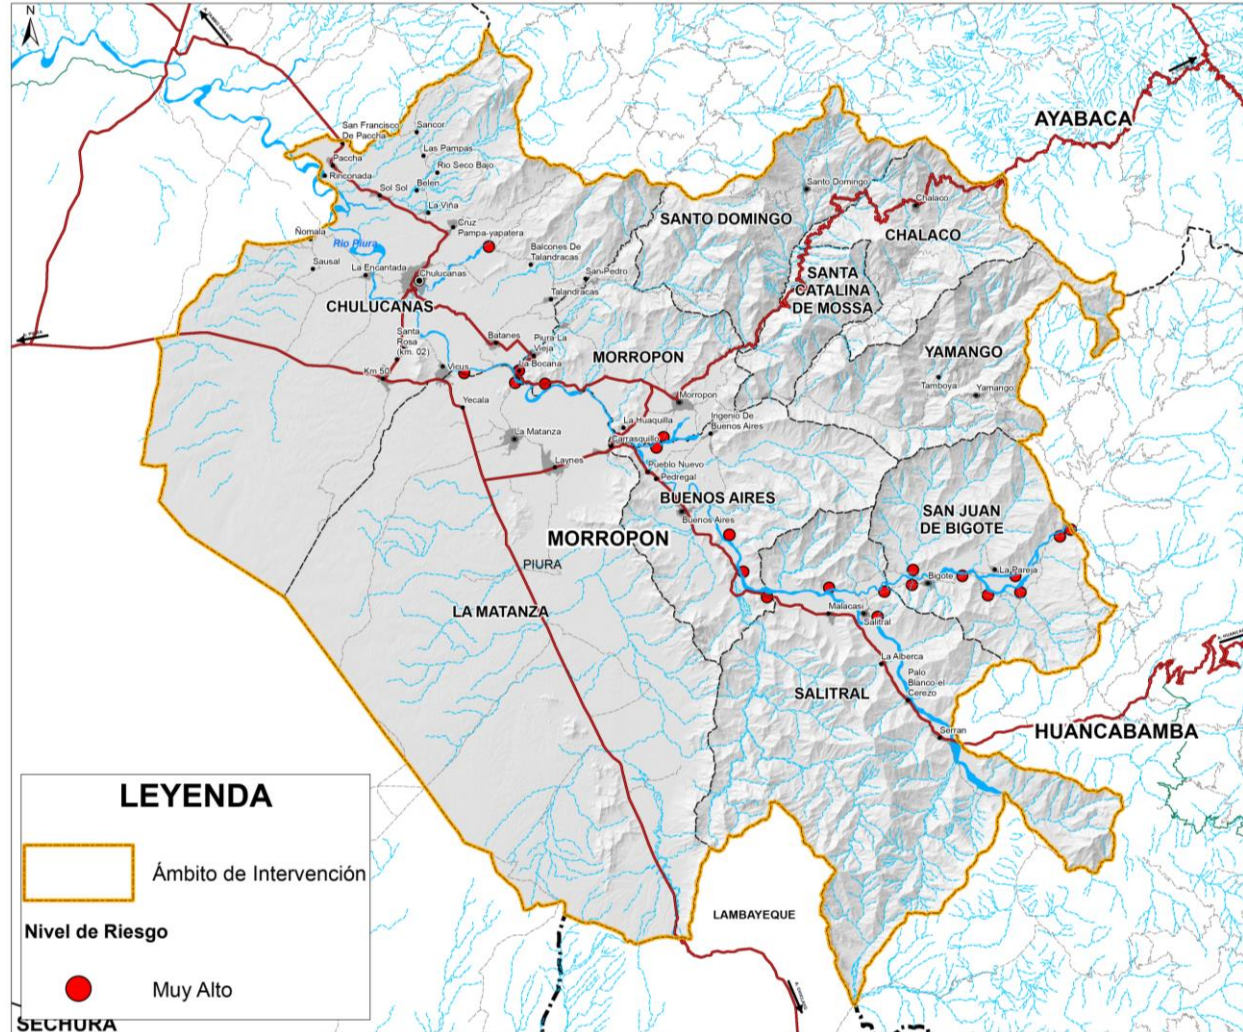 N
AYABACA
San Francisco
De Paccha
Sancor
Las Pampas
Paccha
Rinconada
Rio Seco Bajo
Belen
Sol Sol
La Viña
Santo Domingo
SANTO DOMINGO
Chalaco
CHALACO
Ñomala
Rio Piura
Cruz
Pampa-yapatera
Sausal
La Encantada
Chulucanas
Balcones De
Talandracas
San-Pedro
Talandracas
SANTA
CATALINA
DE MOSSA
CHULUCANAS
Santa
Rosa
(km. 02)
Batanes
Piura La
Vieja
MORROPON
YAMANGO
Km 50
Vicus
La Bocana
Tamboya
Yamango
Yecala
Morropon
La Matanza
La Huaquilla
Ingenio De
Buenos Aires
Carrasquillo
Laynes
Pueblo Nuevo
Pedregal
BUENOS AIRES
Buenos Aires
SAN JUAN
DE BIGOTE
MORROPON
PIURA
La Pareja
Bigote
LA MATANZA
Malacasi
Salitral
La Alberca
Palo
Blanco-el
Cerezo
SALITRAL
Serran
HUANCABAMBA
LAMBAYEQUE
LEYENDA
Ámbito de Intervención
Nivel de Riesgo
Muy Alto
SECHURA